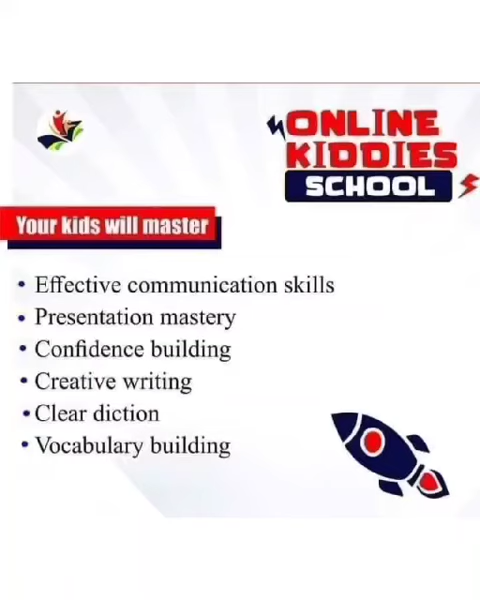 ONLINE
KIDDIES
SCHOOL
Your kids will master
• Effective communication skills
• Presentation mastery
• Confidence building
• Creative writing
• Clear diction
• Vocabulary building